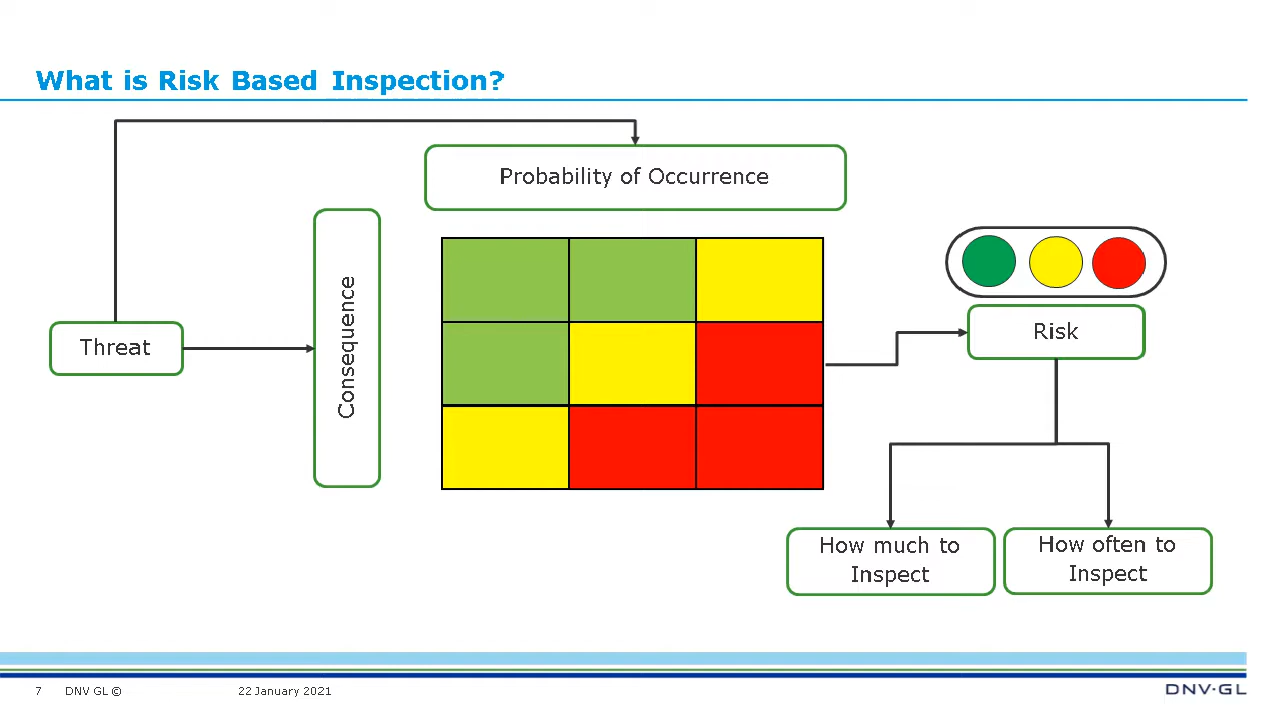 What is Risk Based Inspection?
Probability of Occurrence
Consequence
Threat
Risk
How much to
Inspect
How often to
Inspect
7 DNV GL © 22 January 2021
DNV·GL